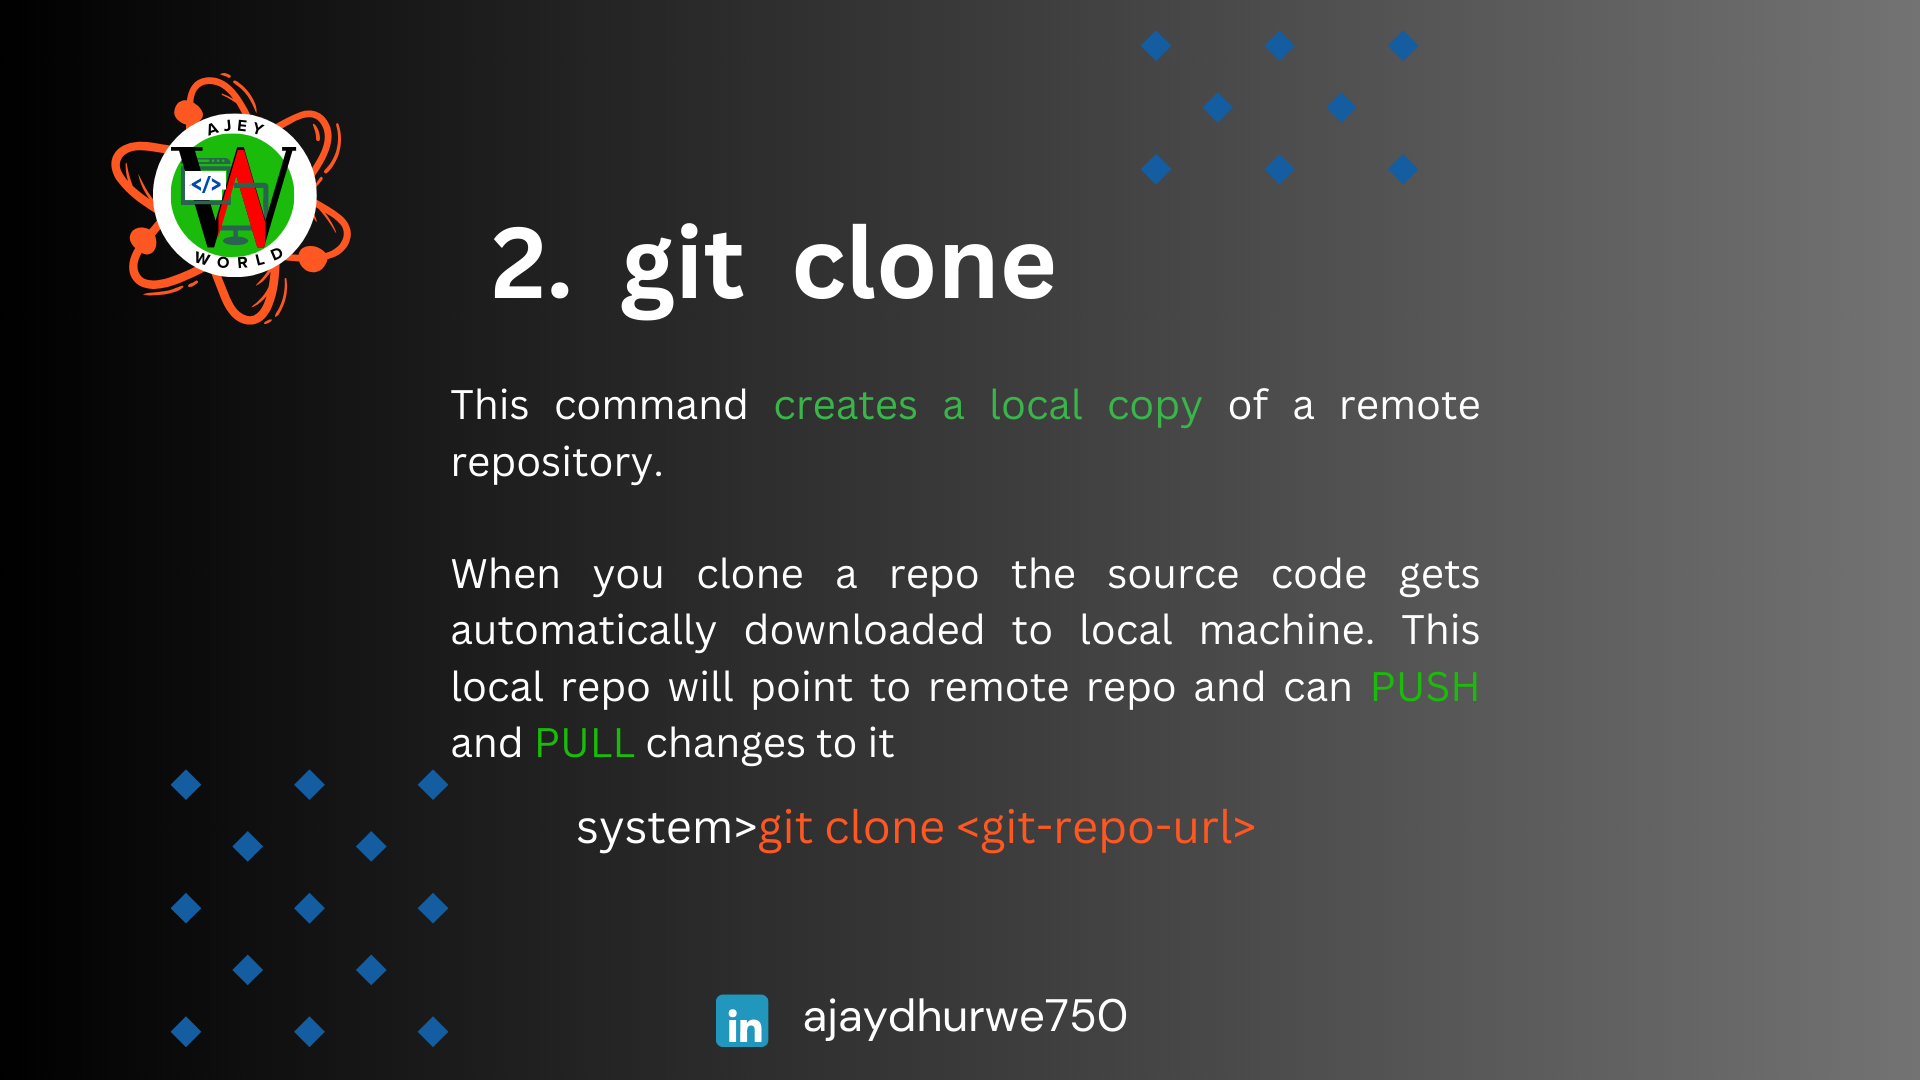 AJEY
W
</>
WORLD
2. git clone
This command creates a local copy of a remote
repository.
When you clone a repo the source code gets
automatically downloaded to local machine. This
local repo will point to remote repo and can PUSH
and PULL changes to it
system>git clone <git-repo-url>
in ajaydhurwe750